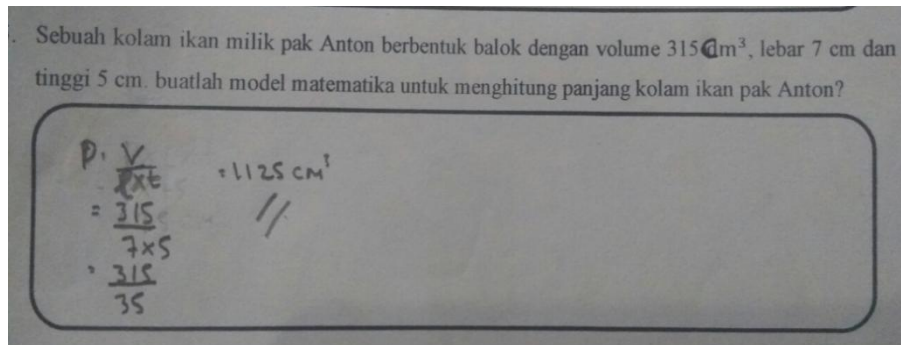 . Sebuah kolam ikan milik pak Anton berbentuk balok dengan volume 315 cm³, lebar 7 cm dan
tinggi 5 cm. buatlah model matematika untuk menghitung panjang kolam ikan pak Anton?
P. V
l×t
= 1125 cm³
= 315
7×5
= 315
35